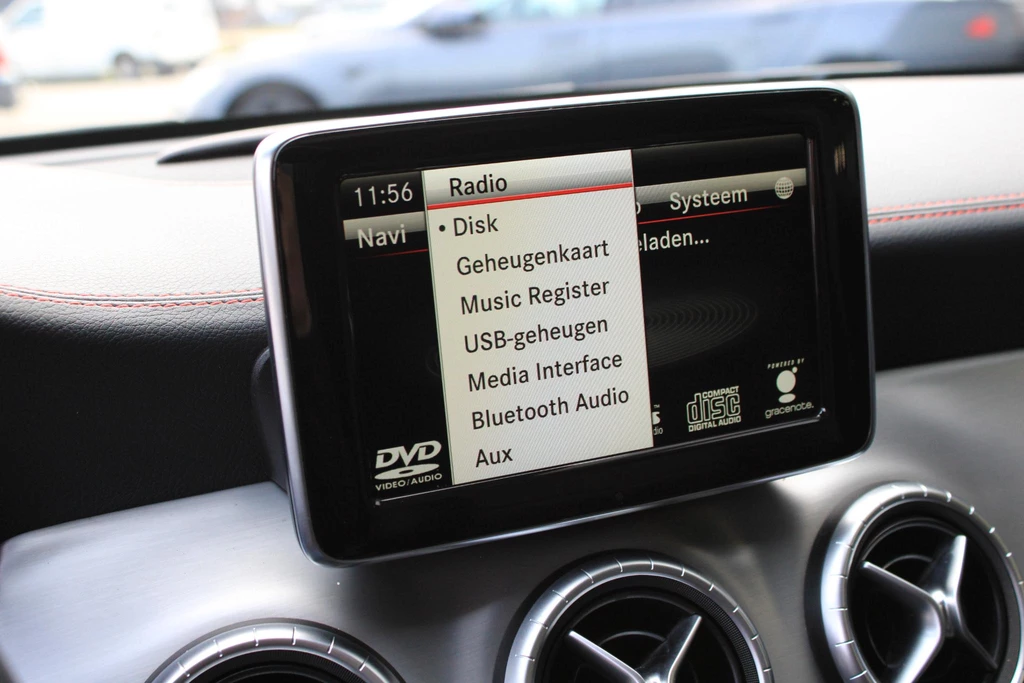 11:56
Navi
Radio
• Disk
Geheugenkaart
Music Register
USB-geheugen
Media Interface
Bluetooth Audio
Aux
Systeem
eladen...
DVD
VIDEO/AUDIO
COMPACT
disc
DIGITAL AUDIO
POWERED BY
gracenote.